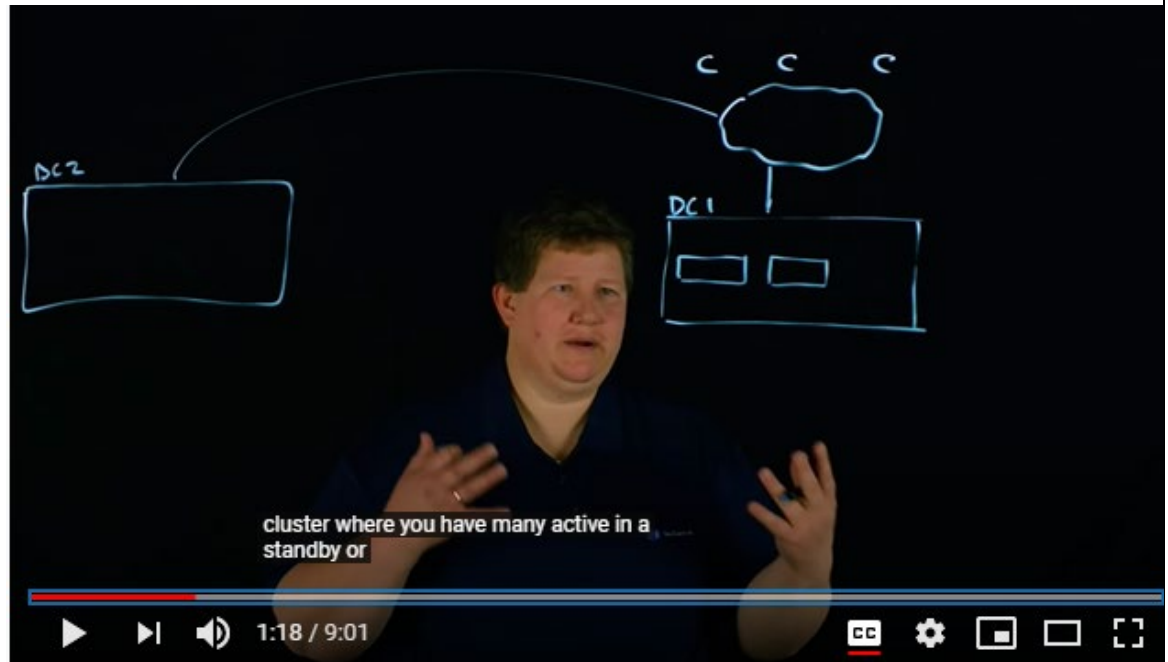 C C C
DC2
DC1
cluster where you have many active in a
standby or
1:18 / 9:01
CC